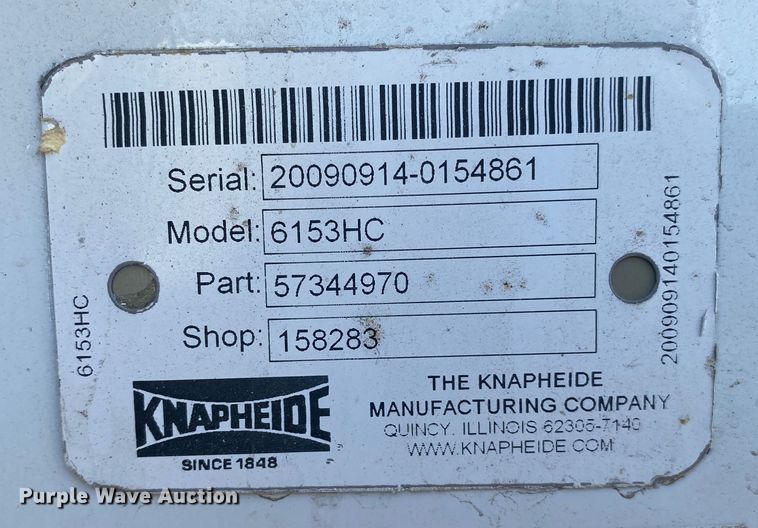 Serial: 20090914-0154861
Model: 6153HC
Part: 57344970
Shop: 158283
6153HC
200909140154861
KNAPHEIDE
SINCE 1848
THE KNAPHEIDE
MANUFACTURING COMPANY
QUINCY, ILLINOIS 62305-7140
WWW.KNAPHEIDE.COM
Purple Wave Auction